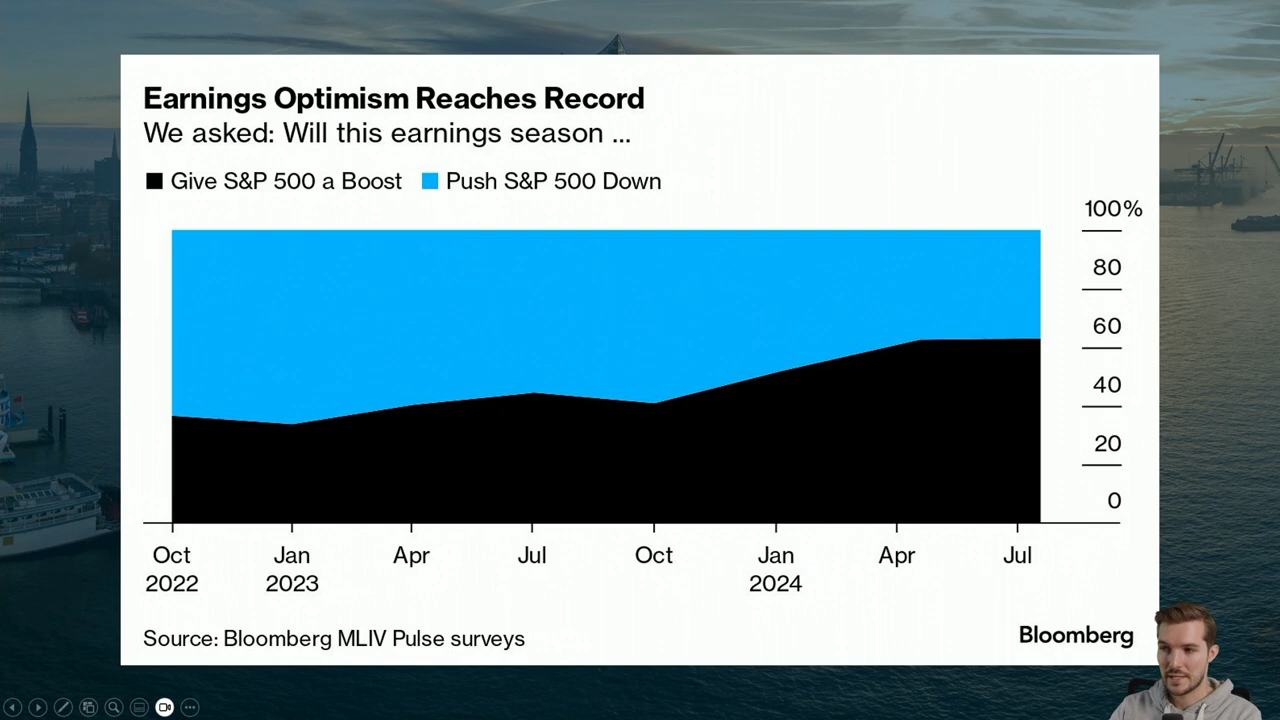 Earnings Optimism Reaches Record
We asked: Will this earnings season ...
Give S&P 500 a Boost Push S&P 500 Down
100%
80
60
40
20
0
Oct Jan Apr Jul Oct Jan Apr Jul
2022 2023 2024
Source: Bloomberg MLIV Pulse surveys
Bloomberg